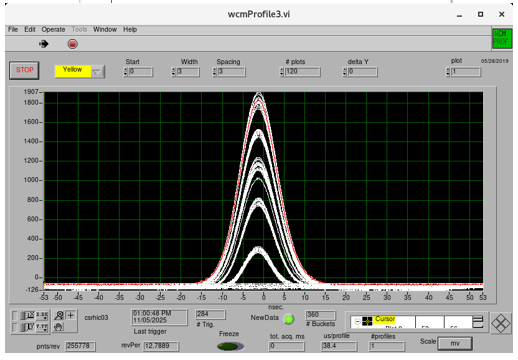 wcmProfile3.vi
File Edit Operate Tools Window Help
WCM
STOP Yellow
Start Width Spacing # plots delta Y plot 05/28/2019
0 3 3 120 0 1
1907
1800
1600
1400
1200
1000
800
600
400
200
0
-126
-53 -50 -45 -40 -35 -30 -25 -20 -15 -10 -5 0 5 10 15 20 25 30 35 40 45 50 53
nsec
csrhic03 01:00:48 PM
11/05/2025
Last trigger
284
# Trig.
NewData
360
# Buckets
Cursor
pnts/rev 255778 revPer 12.7889
Freeze
tot. acq. ms us/profile #profiles Scale mv
0 38.4 1